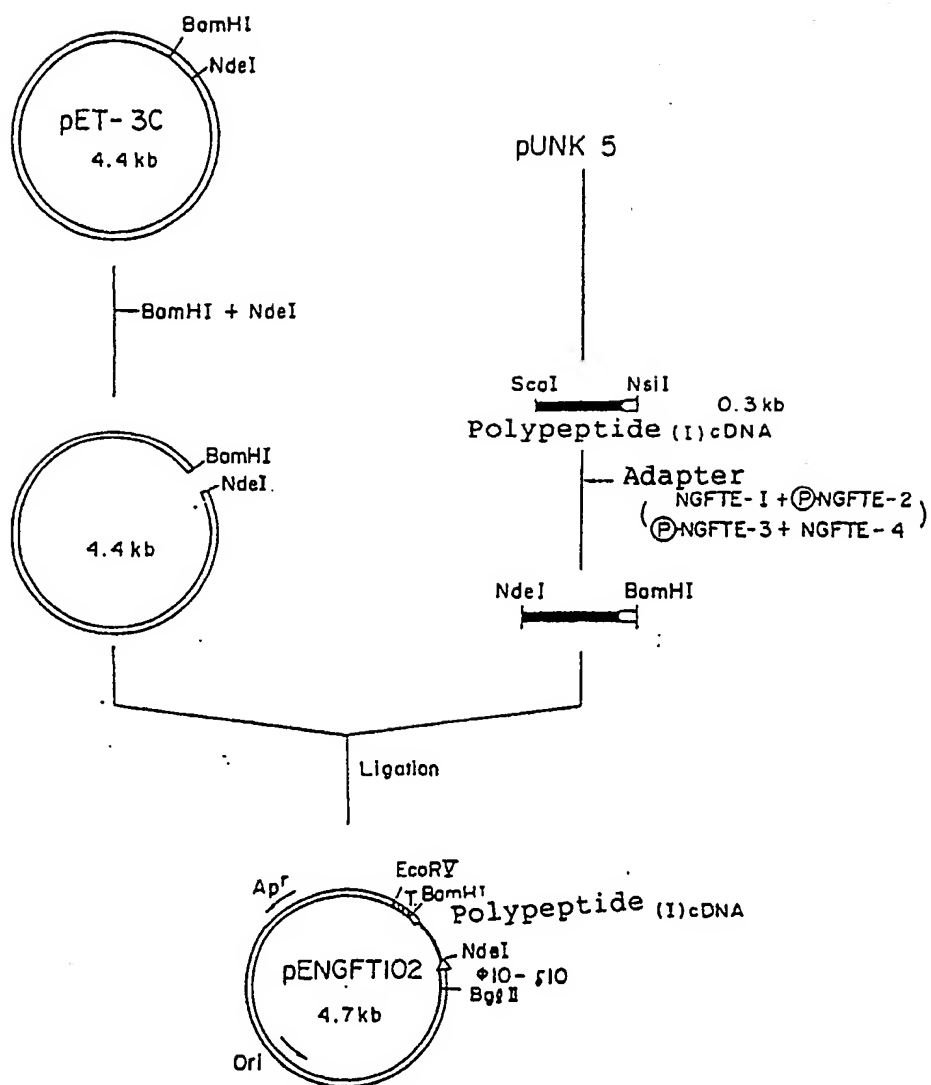 BamHI
NdeI
pET-3C
4.4 kb
pUNK 5
BamHI + NdeI
ScaI NsiI
0.3 kb
Polypeptide (I) cDNA
BamHI
NdeI
4.4 kb
Adapter
( NGFTE-1 + Ⓟ-NGFTE-2
Ⓟ-NGFTE-3 + NGFTE-4 )
NdeI BamHI
Ligation
EcoRV
Apr
T. BamHI
Polypeptide (I) cDNA
NdeI
Φ10-S10
BglII
pENGFT102
4.7 kb
Ori